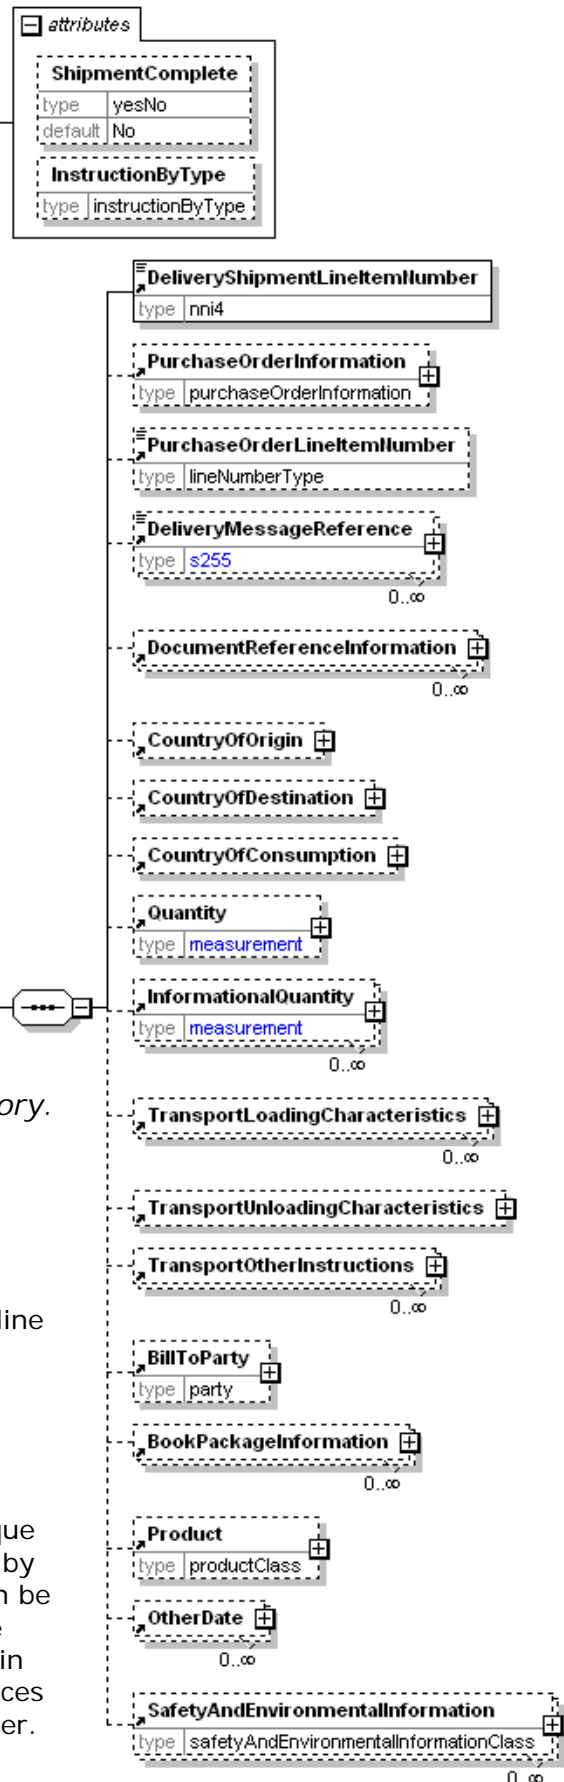 attributes
ShipmentComplete
type yesNo
default No
InstructionByType
type instructionByType
DeliveryShipmentLineItemNumber
type nni4
PurchaseOrderInformation
type purchaseOrderInformation
PurchaseOrderLineItemNumber
type lineNumberType
DeliveryMessageReference
type s255
0..∞
DocumentReferenceInformation
0..∞
CountryOfOrigin
CountryOfDestination
CountryOfConsumption
Quantity
type measurement
InformationalQuantity
type measurement
0..∞
ory.
TransportLoadingCharacteristics
0..∞
TransportUnloadingCharacteristics
TransportOtherInstructions
0..∞
line
BillToParty
type party
BookPackageInformation
0..∞
que
Product
by
type productClass
n be
OtherDate
in
0..∞
ces
SafetyAndEnvironmentalInformation
er.
type safetyAndEnvironmentalInformationClass
0..∞